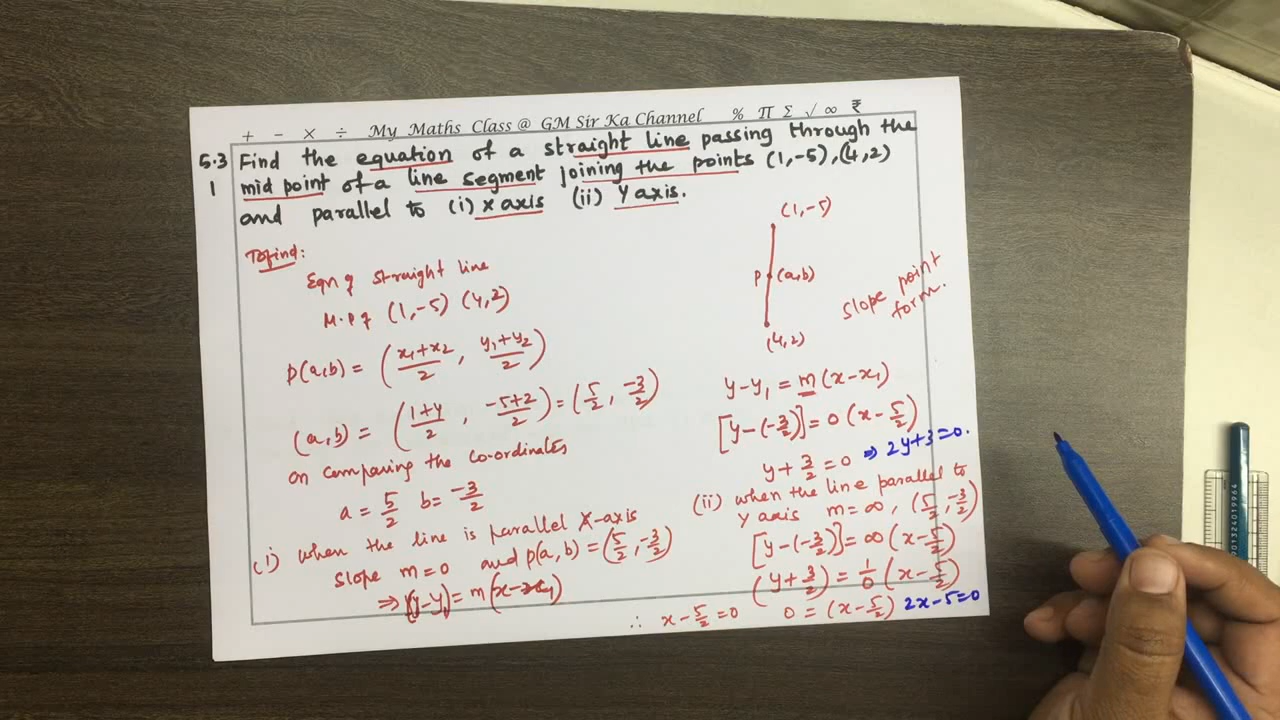 + - × ÷ My Maths Class @ GM Sir Ka Channel % Π Σ √ ∞ ₹
5.3 Find the equation of a straight line passing through the
1 mid point of a line segment joining the points (1,-5), (4,2)
and parallel to (i) X axis (ii) Y axis.
To find:
Eqn of straight line
M.P of (1,-5) (4,2)
P(a,b) = (x₁+x₂/2, y₁+y₂/2)
(a,b) = (1+4/2, -5+2/2) = (5/2, -3/2)
on comparing the co-ordinates
a = 5/2 b = -3/2
(i) when the line is parallel X-axis
slope m=0 and p(a,b) = (5/2, -3/2)
⇒ (y-y₁) = m(x-x₁)
(1,-5)
P (a,b)
(4,2)
slope point
form.
y-y₁ = m(x-x₁)
[y-(-3/2)] = 0(x-5/2)
y+3/2=0 ⇒ 2y+3=0.
(ii) when the line parallel to
Y axis m=∞, (5/2, -3/2)
[y-(-3/2)] = ∞(x-5/2)
(y+3/2) = 1/0 (x-5/2)
∴ x-5/2=0 0=(x-5/2) 2x-5=0